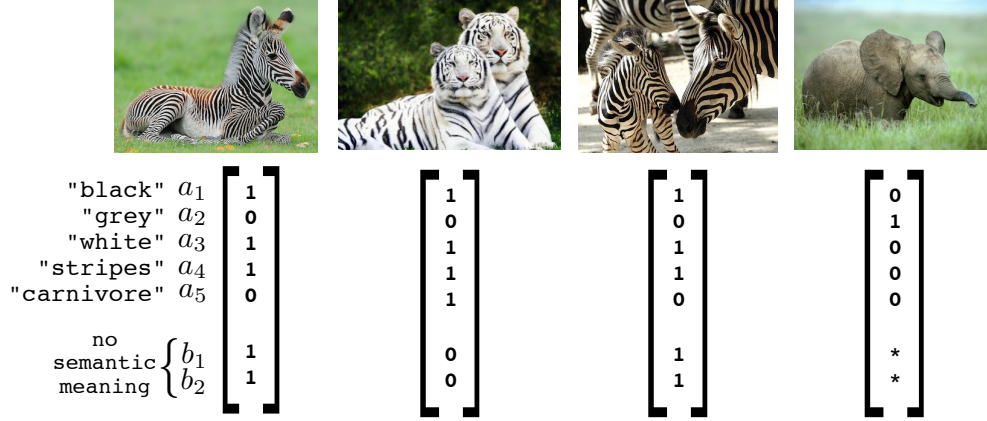 "black" a1 1 1 1 0
"grey" a2 0 0 0 1
"white" a3 1 1 1 0
"stripes" a4 1 1 1 0
"carnivore" a5 0 1 0 0
no
semantic
meaning
b1 1 0 1 *
b2 1 0 1 *